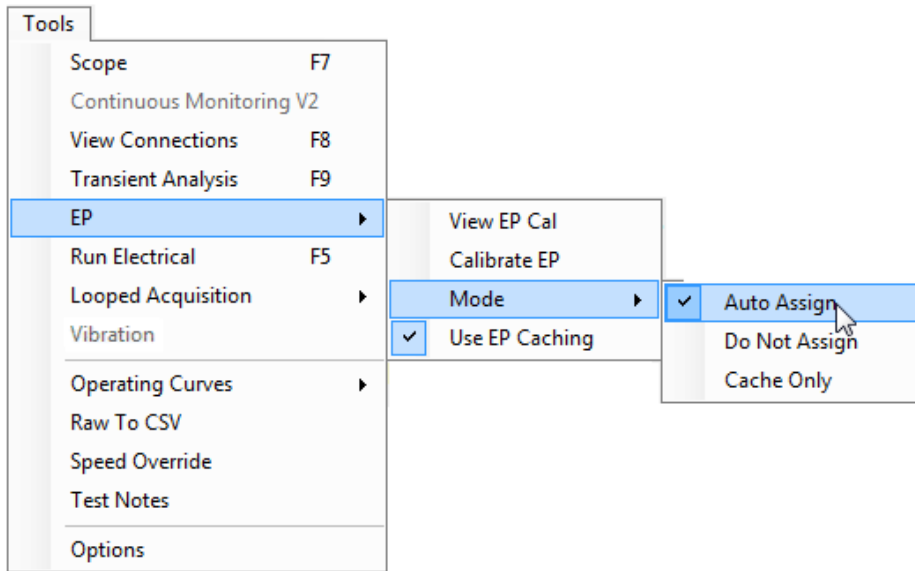 Tools
Scope F7
Continuous Monitoring V2
View Connections F8
Transient Analysis F9
EP
Run Electrical F5
Looped Acquisition
Vibration
Operating Curves
Raw To CSV
Speed Override
Test Notes
Options
View EP Cal
Calibrate EP
Mode
Use EP Caching
Auto Assign
Do Not Assign
Cache Only